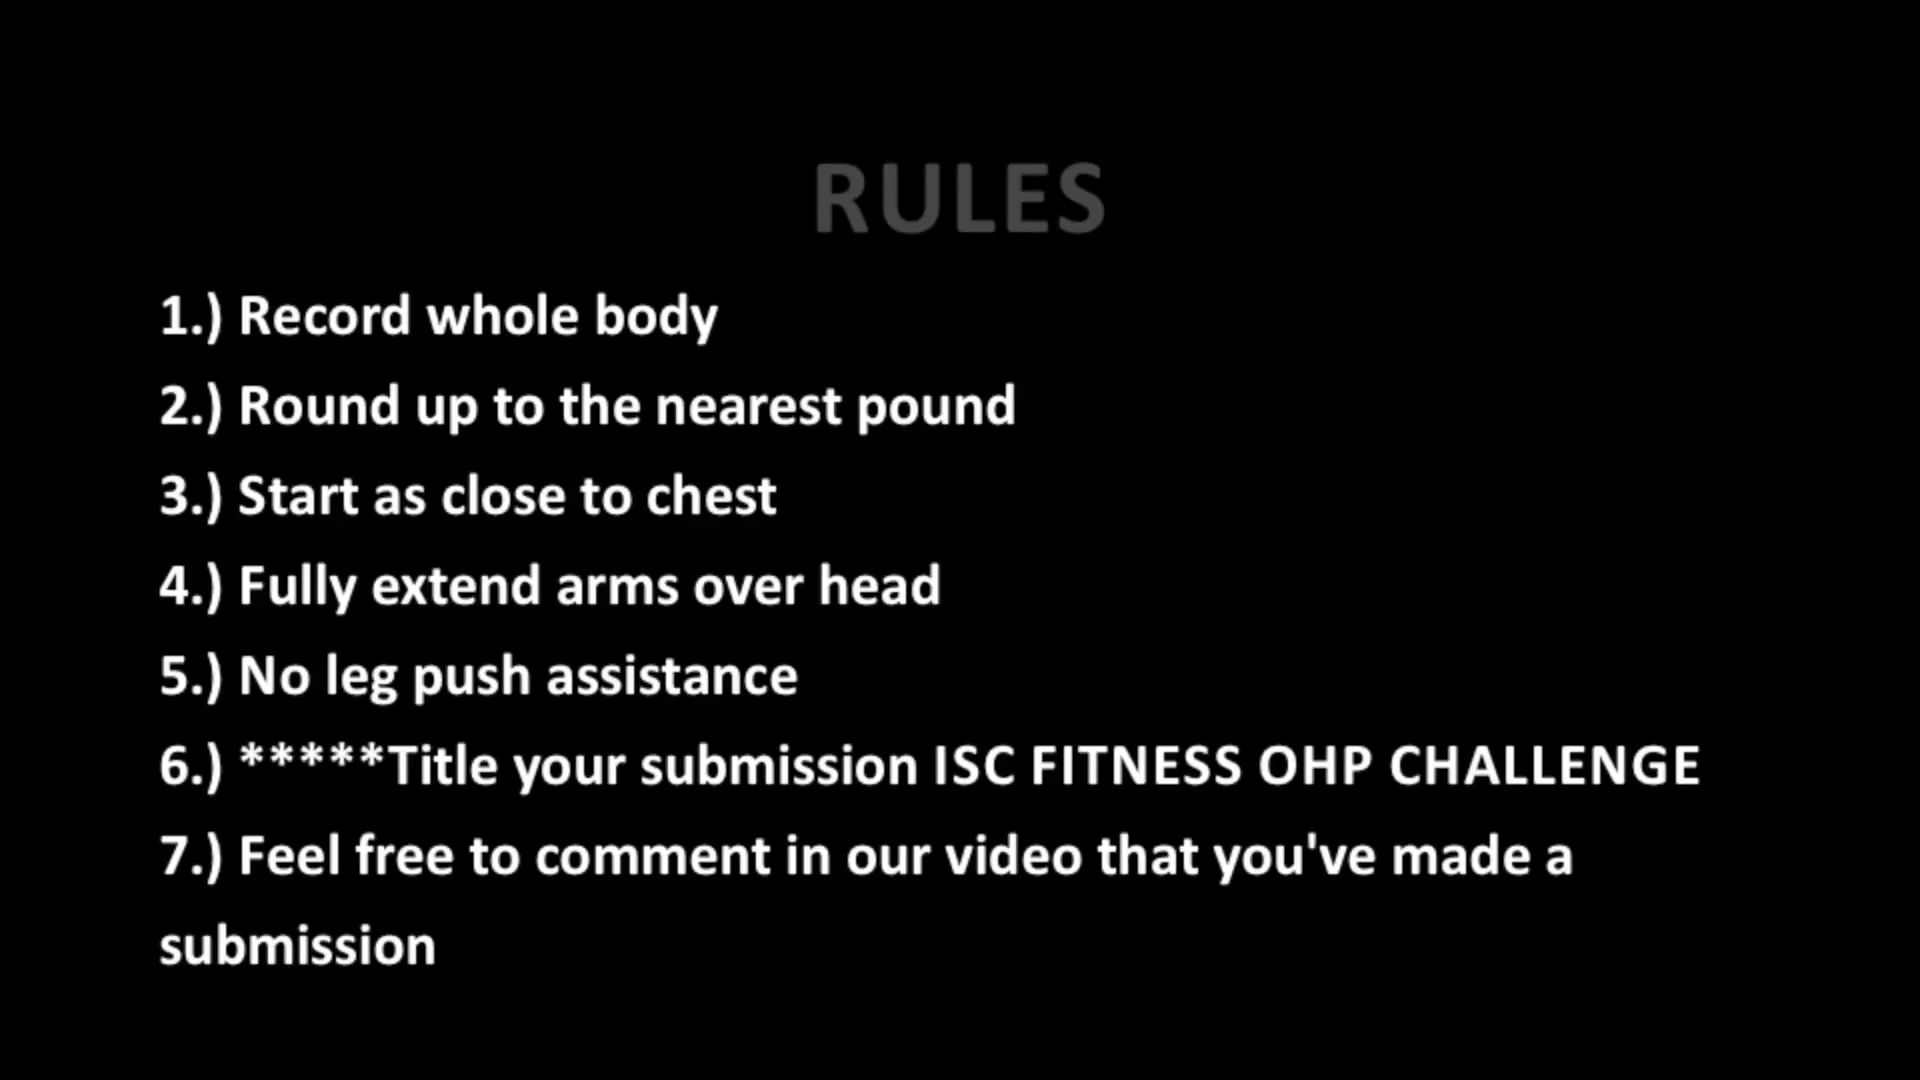 RULES
1.) Record whole body
2.) Round up to the nearest pound
3.) Start as close to chest
4.) Fully extend arms over head
5.) No leg push assistance
6.) *****Title your submission ISC FITNESS OHP CHALLENGE
7.) Feel free to comment in our video that you've made a
submission